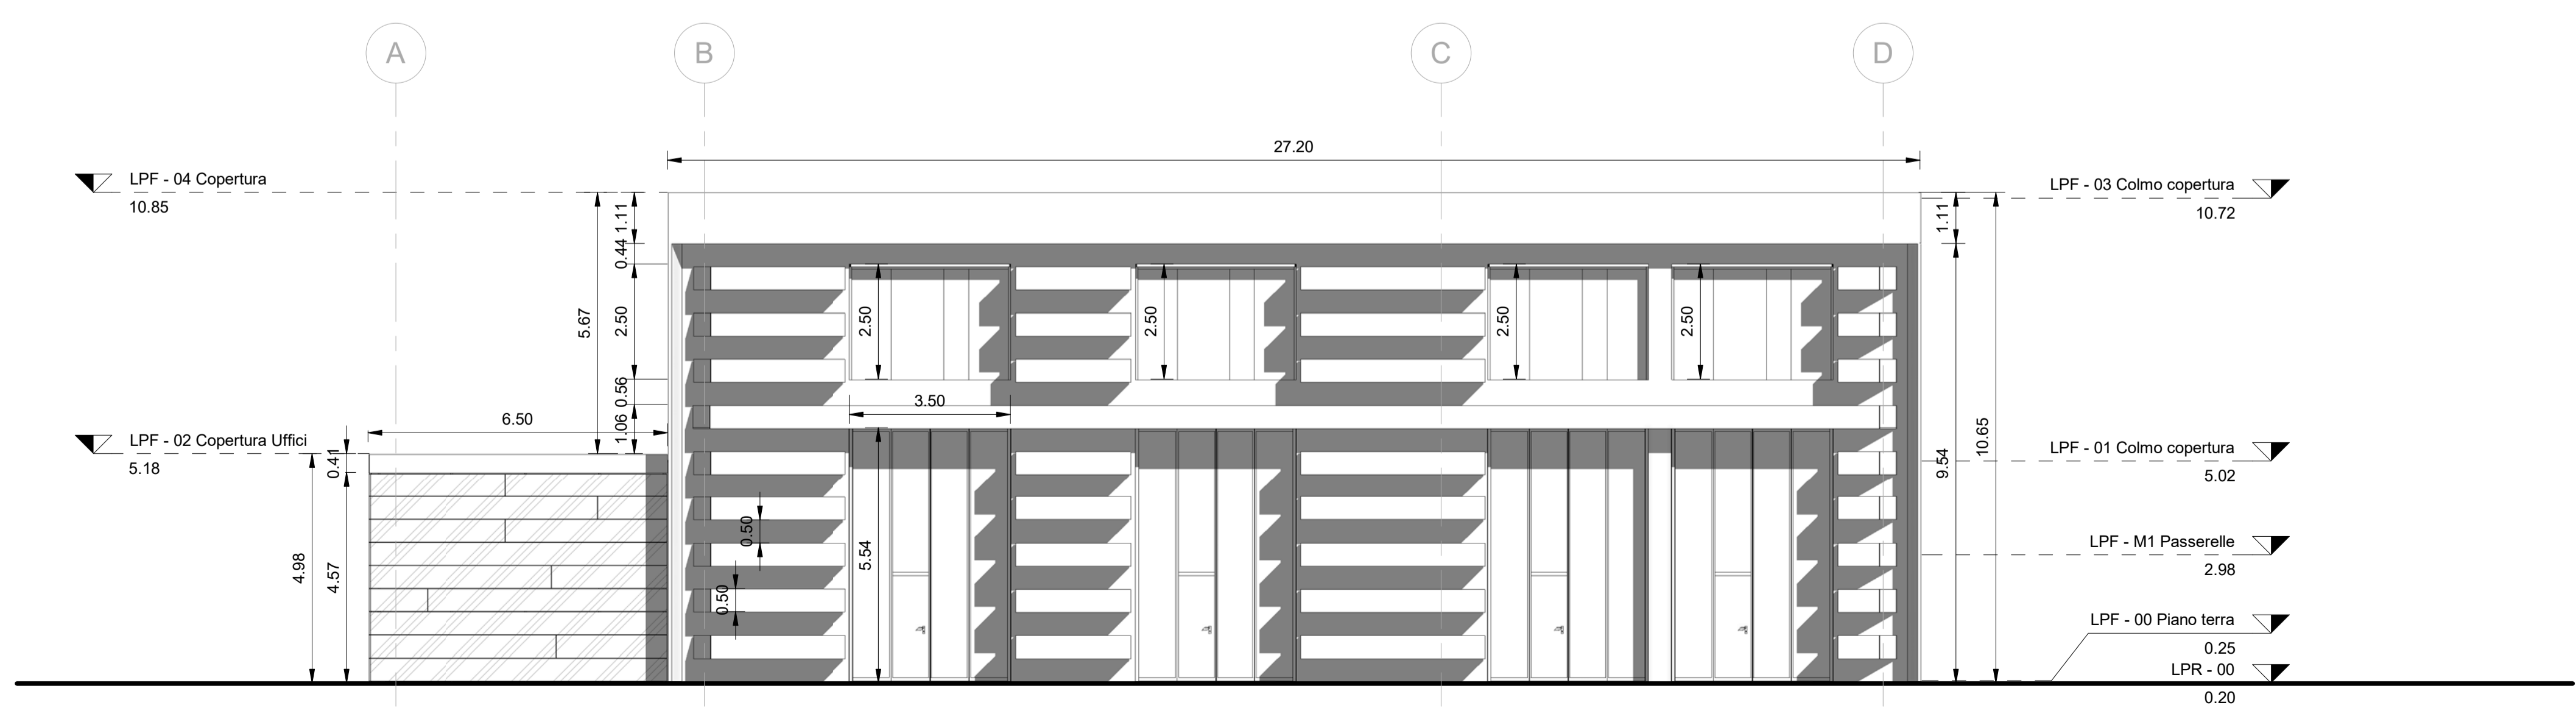 A
B
C
D
27.20
LPF - 04 Copertura
10.85
LPF - 03 Colmo copertura
10.72
1.11
1.11
0.44
5.67
2.50
2.50
2.50
2.50
2.50
0.56
3.50
6.50
1.06
LPF - 02 Copertura Uffici
5.18
0.41
9.54
10.65
LPF - 01 Colmo copertura
5.02
4.98
4.57
0.50
0.50
5.54
LPF - M1 Passerelle
2.98
LPF - 00 Piano terra
0.25
LPR - 00
0.20